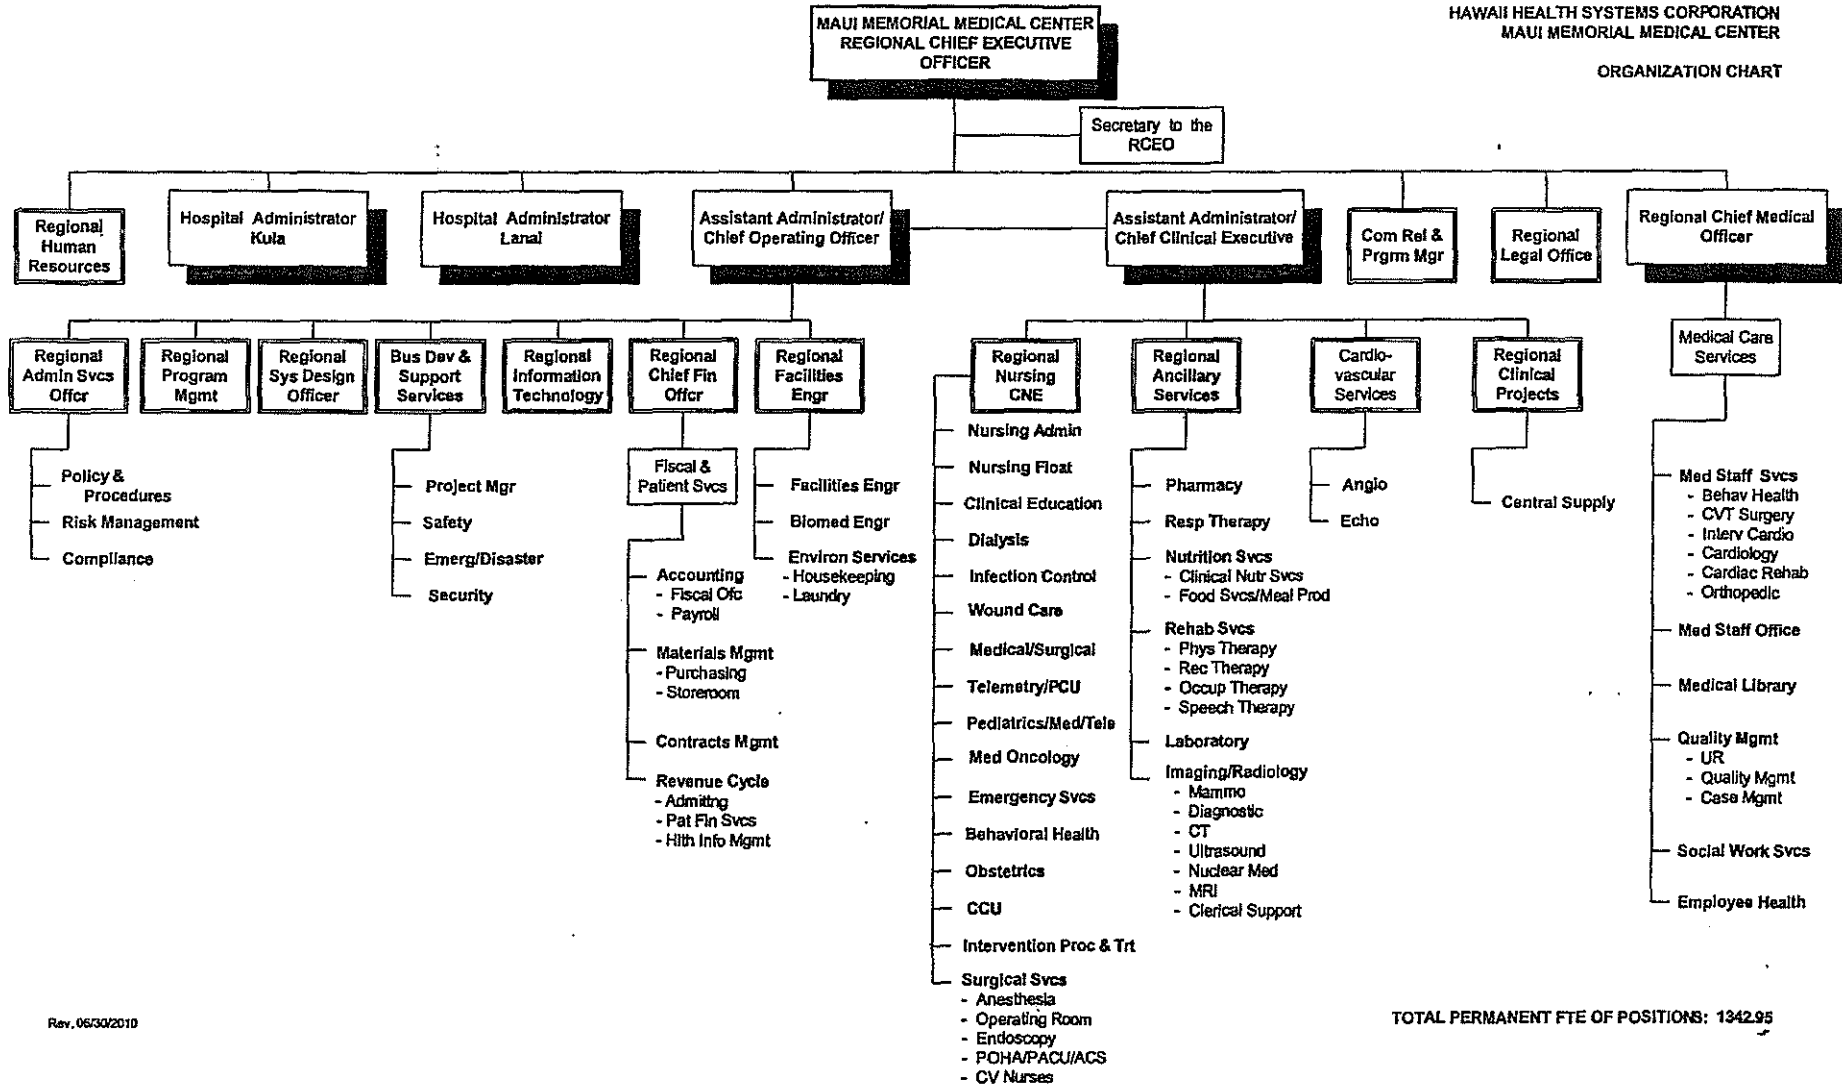 HAWAII HEALTH SYSTEMS CORPORATION
MAUI MEMORIAL MEDICAL CENTER
ORGANIZATION CHART
MAUI MEMORIAL MEDICAL CENTER
REGIONAL CHIEF EXECUTIVE
OFFICER
Secretary to the
RCEO
Regional
Human
Resources
Hospital Administrator
Kula
Hospital Administrator
Lanai
Assistant Administrator/
Chief Operating Officer
Assistant Administrator/
Chief Clinical Executive
Com Rel &
Prgrm Mgr
Regional
Legal Office
Regional Chief Medical
Officer
Regional
Admin Svcs
Offcr
Regional
Program
Mgmt
Regional
Sys Design
Officer
Bus Dev &
Support
Services
Regional
Information
Technology
Regional
Chief Fin
Offcr
Regional
Facilities
Engr
Regional
Nursing
CNE
Regional
Ancillary
Services
Cardio-
vascular
Services
Regional
Clinical
Projects
Medical Care
Services
Policy &
Procedures
Risk Management
Compliance
Project Mgr
Safety
Emerg/Disaster
Security
Fiscal &
Patient Svcs
Accounting
- Fiscal Ofc
- Payroll
Materials Mgmt
- Purchasing
- Storeroom
Contracts Mgmt
Revenue Cycle
- Admittng
- Pat Fin Svcs
- Hlth Info Mgmt
Facilities Engr
Biomed Engr
Environ Services
- Housekeeping
- Laundry
Nursing Admin
Nursing Float
Clinical Education
Dialysis
Infection Control
Wound Care
Medical/Surgical
Telemetry/PCU
Pediatrics/Med/Tele
Med Oncology
Emergency Svcs
Behavioral Health
Obstetrics
CCU
Intervention Proc & Trt
Surgical Svcs
- Anesthesia
- Operating Room
- Endoscopy
- POHA/PACU/ACS
- CV Nurses
Pharmacy
Resp Therapy
Nutrition Svcs
- Clinical Nutr Svcs
- Food Svcs/Meal Prod
Rehab Svcs
- Phys Therapy
- Rec Therapy
- Occup Therapy
- Speech Therapy
Laboratory
Imaging/Radiology
- Mammo
- Diagnostic
- CT
- Ultrasound
- Nuclear Med
- MRI
- Clerical Support
Angio
Echo
Central Supply
Med Staff Svcs
- Behav Health
- CVT Surgery
- Interv Cardio
- Cardiology
- Cardiac Rehab
- Orthopedic
Med Staff Office
Medical Library
Quality Mgmt
- UR
- Quality Mgmt
- Case Mgmt
Social Work Svcs
Employee Health
Rev. 06/30/2010
TOTAL PERMANENT FTE OF POSITIONS: 1342.95